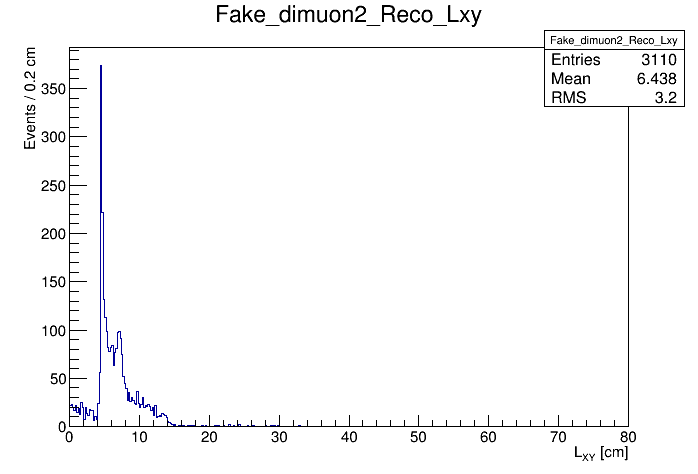 Fake_dimuon2_Reco_Lxy
Fake_dimuon2_Reco_Lxy
Entries 3110
Mean 6.438
RMS 3.2
Events / 0.2 cm
350
300
250
200
150
100
50
0
0 10 20 30 40 50 60 70 80
L_XY [cm]